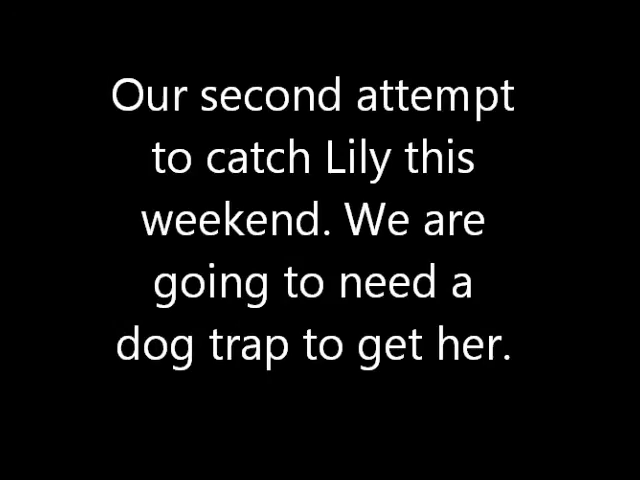 Our second attempt
to catch Lily this
weekend. We are
going to need a
dog trap to get her.